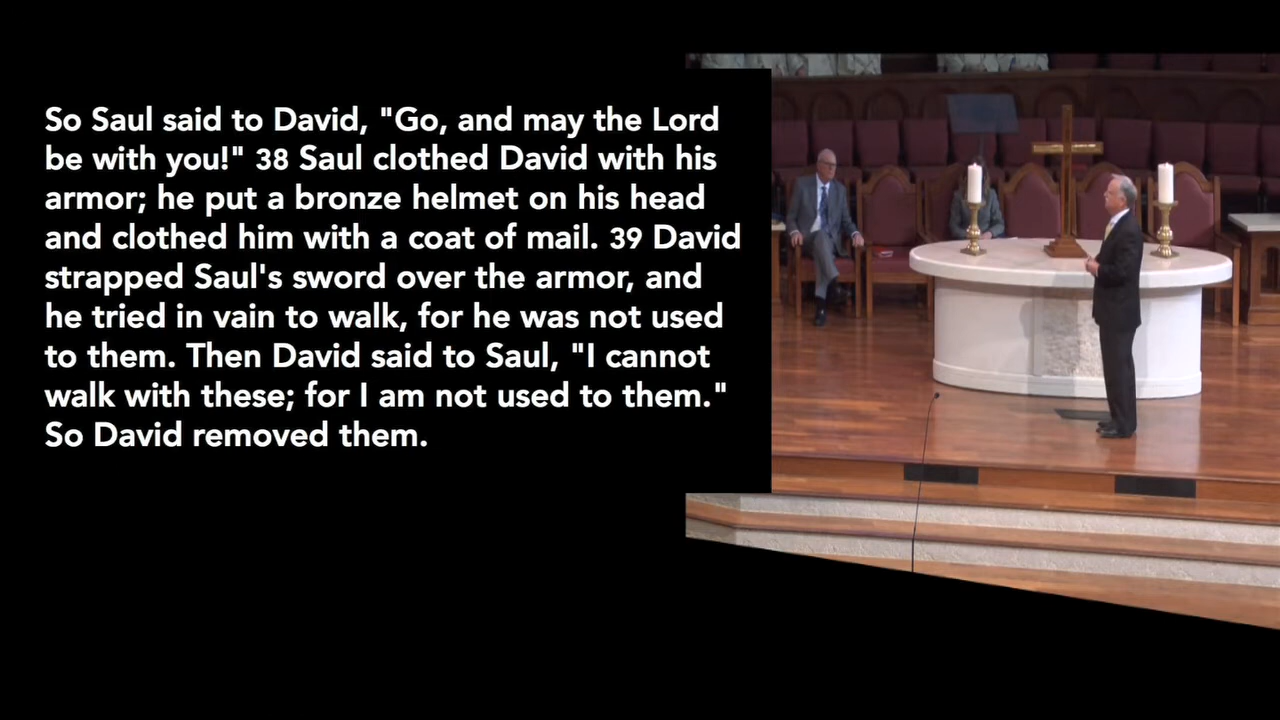 So Saul said to David, "Go, and may the Lord
be with you!" 38 Saul clothed David with his
armor; he put a bronze helmet on his head
and clothed him with a coat of mail. 39 David
strapped Saul's sword over the armor, and
he tried in vain to walk, for he was not used
to them. Then David said to Saul, "I cannot
walk with these; for I am not used to them."
So David removed them.